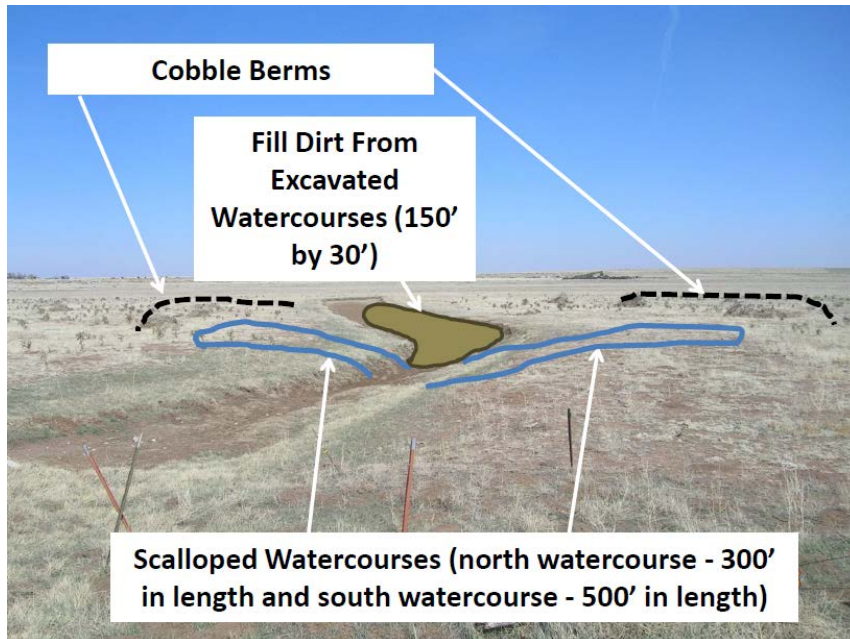 Cobble Berms
Fill Dirt From
Excavated
Watercourses (150’
by 30’)
Scalloped Watercourses (north watercourse - 300’
in length and south watercourse - 500’ in length)